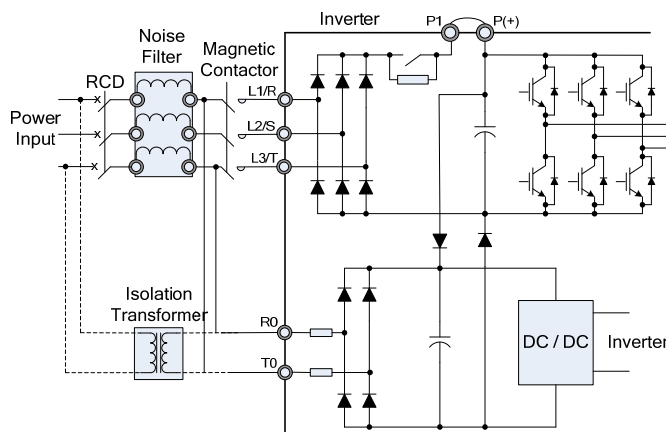 Inverter
P1
P(+)
Noise
Filter
Magnetic
Contactor
RCD
L1/R
Power
Input
L2/S
L3/T
Isolation
Transformer
R0
T0
DC / DC
Inverter